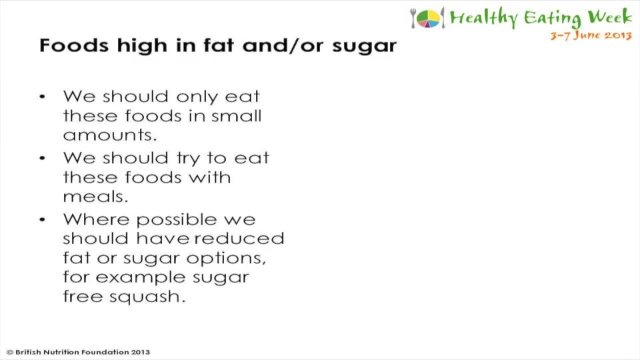 Healthy Eating Week
3-7 June 2013
Foods high in fat and/or sugar
• We should only eat
these foods in small
amounts.
• We should try to eat
these foods with
meals.
• Where possible we
should have reduced
fat or sugar options,
for example sugar
free squash.
© British Nutrition Foundation 2013